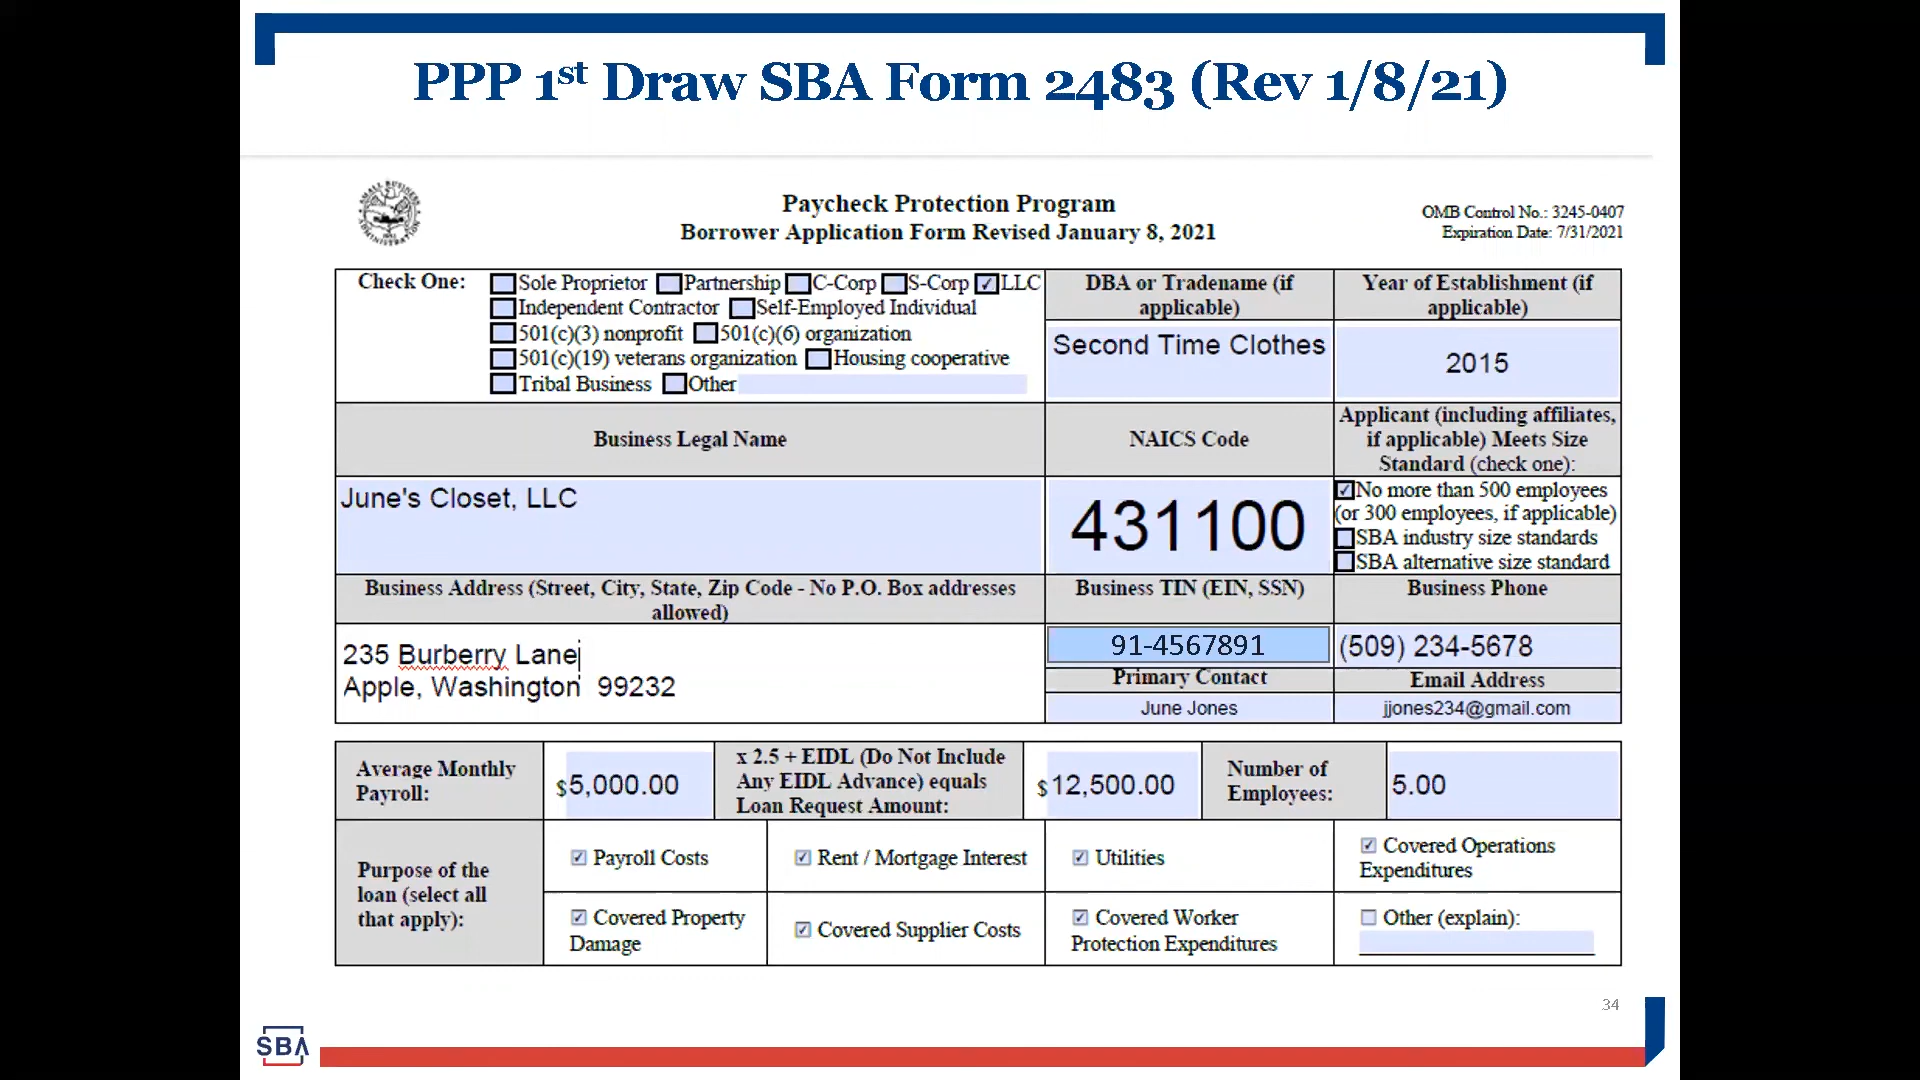 PPP 1st Draw SBA Form 2483 (Rev 1/8/21)
Paycheck Protection Program
Borrower Application Form Revised January 8, 2021
OMB Control No.: 3245-0407
Expiration Date: 7/31/2021
Check One:
Sole Proprietor Partnership C-Corp S-Corp ✓ LLC
Independent Contractor Self-Employed Individual
501(c)(3) nonprofit 501(c)(6) organization
501(c)(19) veterans organization Housing cooperative
Tribal Business Other
DBA or Tradename (if
applicable)
Second Time Clothes
Year of Establishment (if
applicable)
2015
Business Legal Name
June's Closet, LLC
NAICS Code
431100
Applicant (including affiliates,
if applicable) Meets Size
Standard (check one):
✓ No more than 500 employees
(or 300 employees, if applicable)
SBA industry size standards
SBA alternative size standard
Business Address (Street, City, State, Zip Code - No P.O. Box addresses
allowed)
235 Burberry Lane
Apple, Washington 99232
Business TIN (EIN, SSN)
91-4567891
Business Phone
(509) 234-5678
Primary Contact
June Jones
Email Address
jjones234@gmail.com
Average Monthly
Payroll:
$5,000.00
x 2.5 + EIDL (Do Not Include
Any EIDL Advance) equals
Loan Request Amount:
$12,500.00
Number of
Employees:
5.00
Purpose of the
loan (select all
that apply):
✓ Payroll Costs
✓ Rent / Mortgage Interest
✓ Utilities
✓ Covered Operations
Expenditures
✓ Covered Property
Damage
✓ Covered Supplier Costs
✓ Covered Worker
Protection Expenditures
Other (explain):
34
SBA